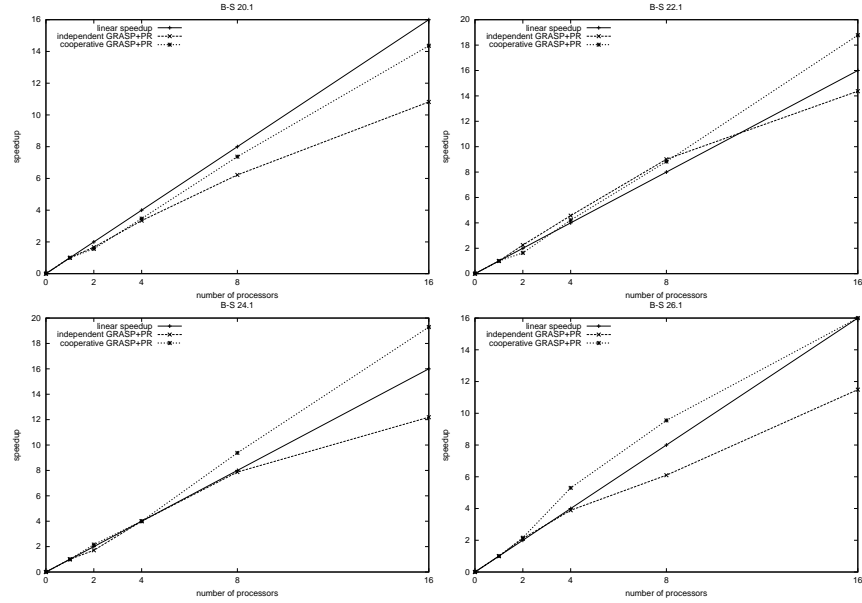 B-S 20.1
linear speedup
independent GRASP+PR
cooperative GRASP+PR
16
14
12
10
8
6
4
2
0
speedup
0 1 2 4 8 16
number of processors
B-S 22.1
linear speedup
independent GRASP+PR
cooperative GRASP+PR
20
18
16
14
12
10
8
6
4
2
0
speedup
0 1 2 4 8 16
number of processors
B-S 24.1
linear speedup
independent GRASP+PR
cooperative GRASP+PR
20
18
16
14
12
10
8
6
4
2
0
speedup
0 1 2 4 8 16
number of processors
B-S 26.1
linear speedup
independent GRASP+PR
cooperative GRASP+PR
16
14
12
10
8
6
4
2
0
speedup
0 1 2 4 8 16
number of processors